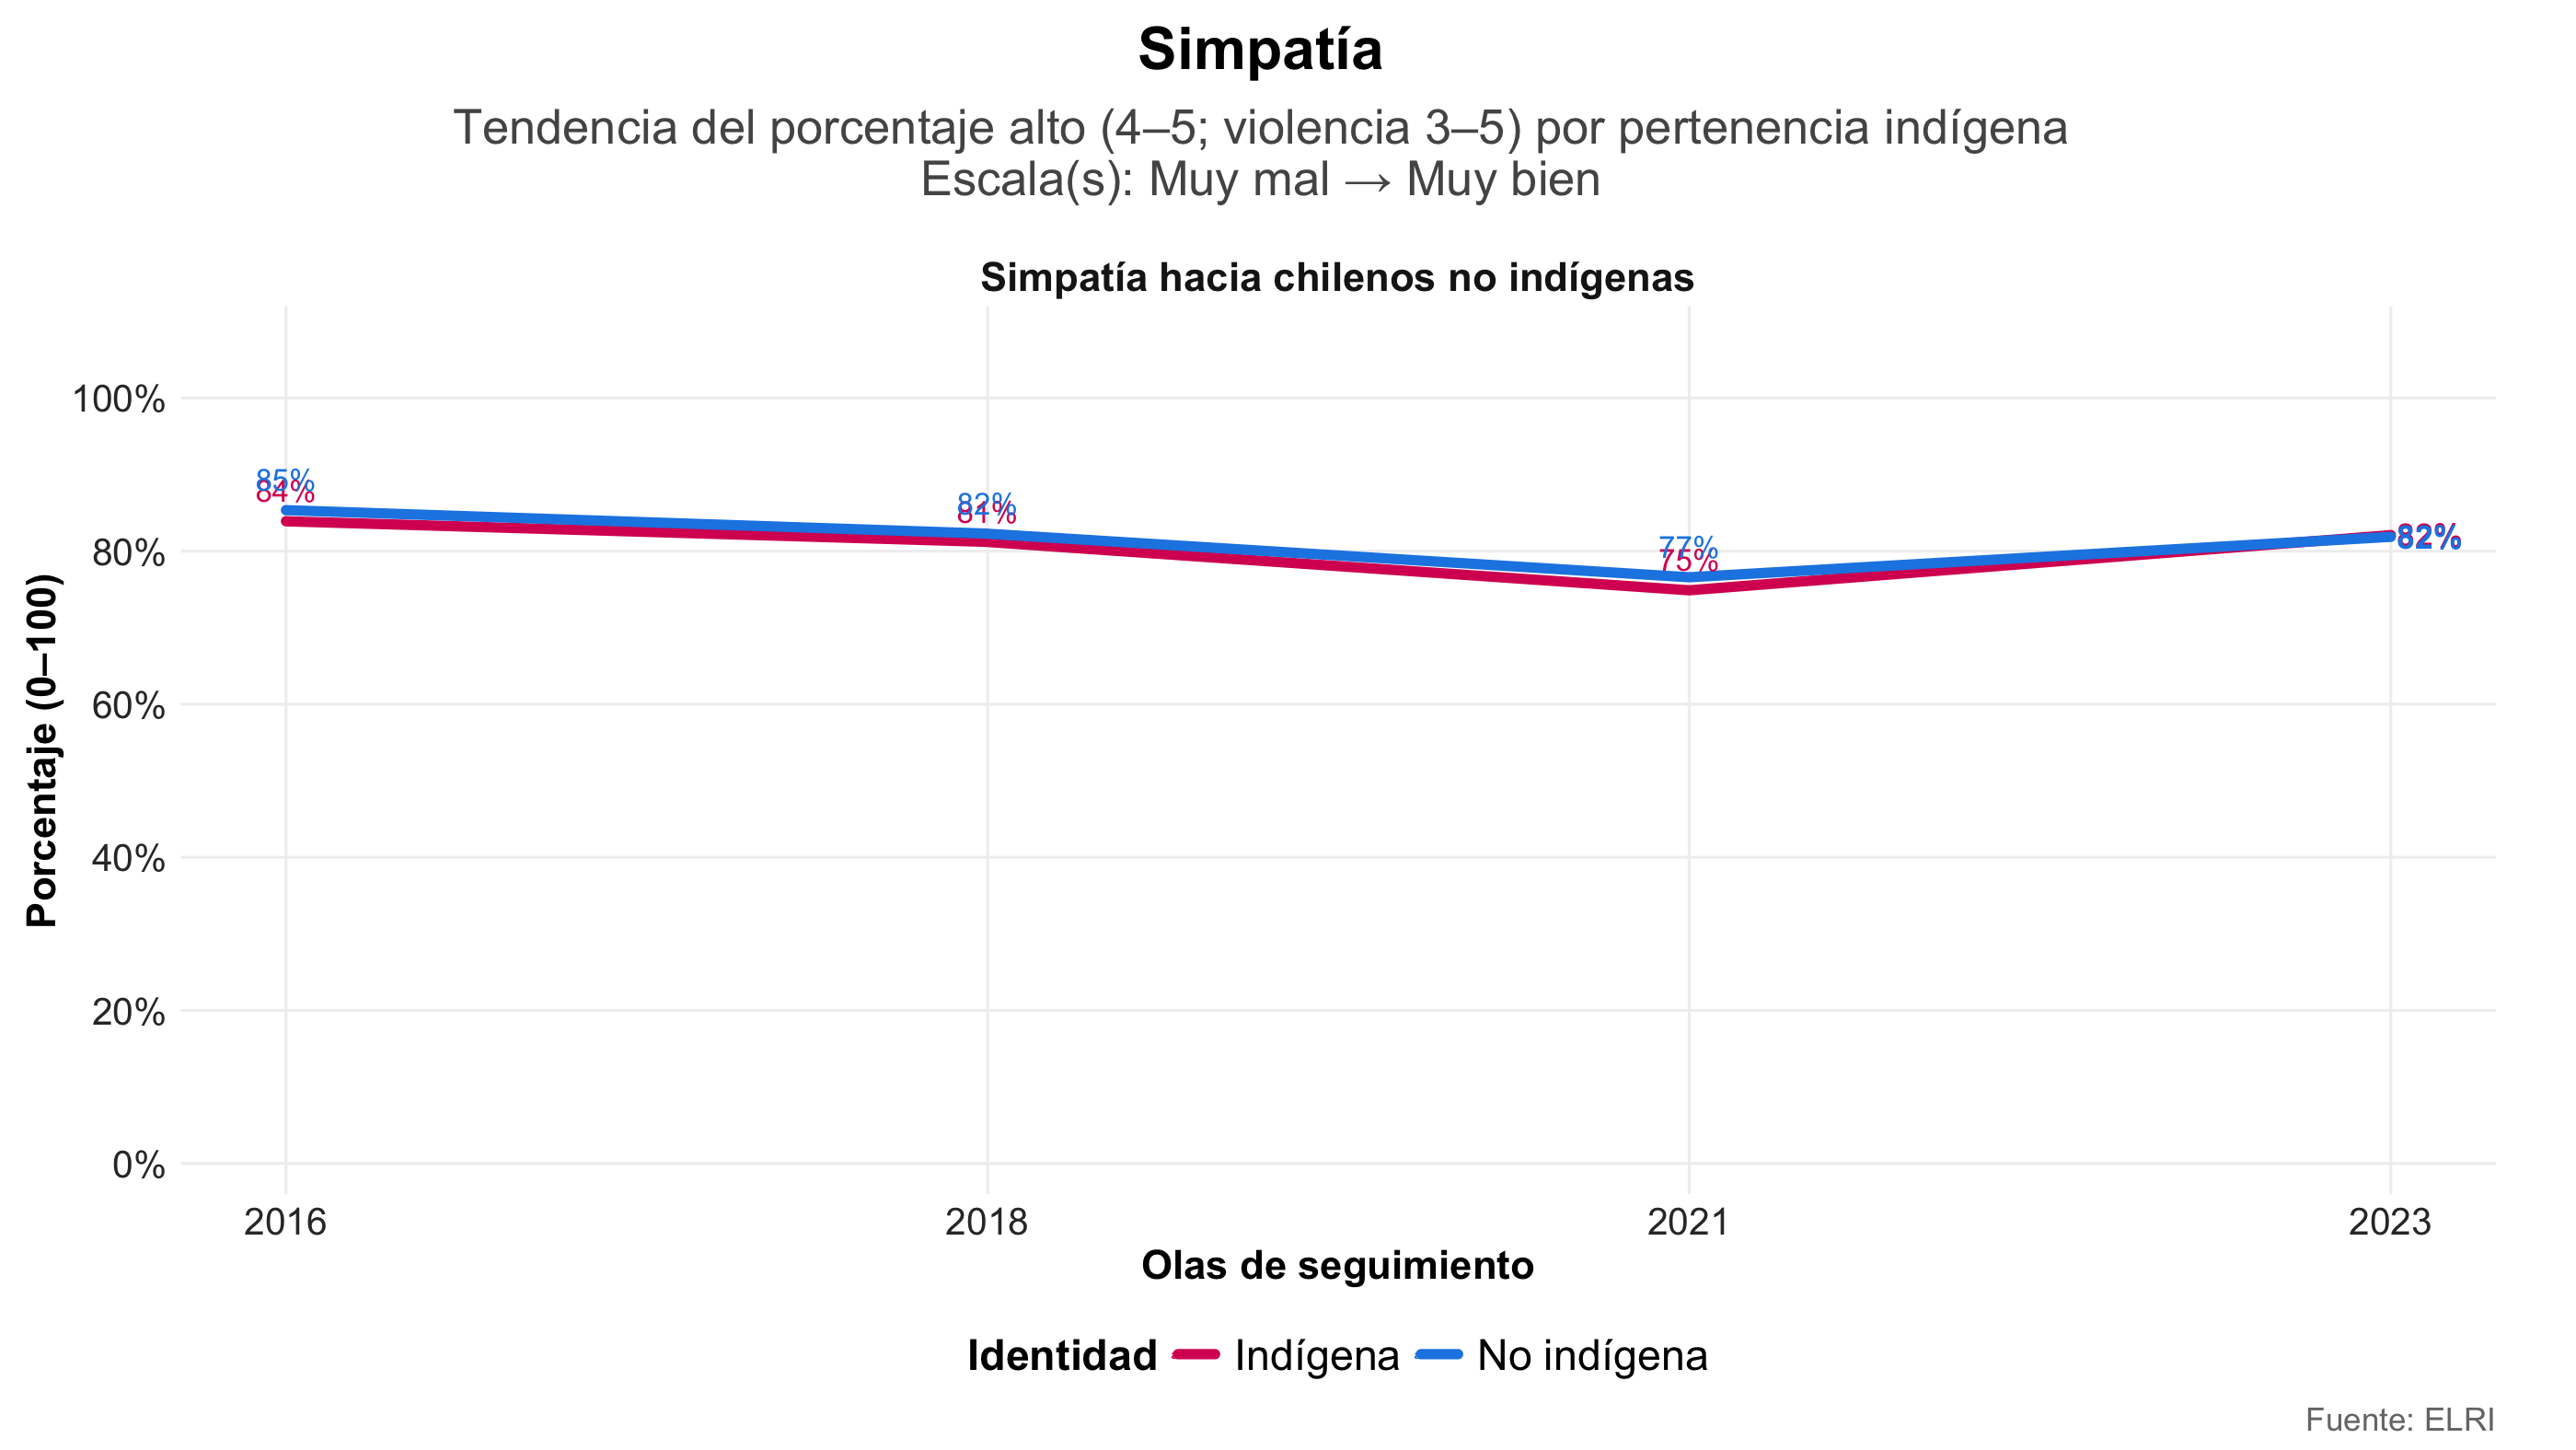 Simpatía
Tendencia del porcentaje alto (4–5; violencia 3–5) por pertenencia indígena
Escala(s): Muy mal → Muy bien
Simpatía hacia chilenos no indígenas
Porcentaje (0–100)
100%
80%
60%
40%
20%
0%
85%
84%
82%
81%
77%
75%
82%
82%
2016
2018
2021
2023
Olas de seguimiento
Identidad Indígena No indígena
Fuente: ELRI